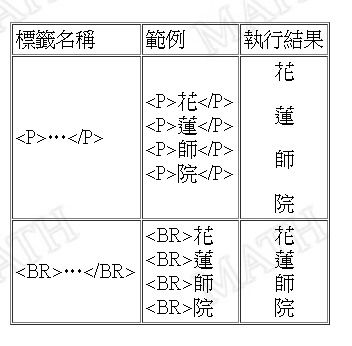 標籤名稱 範例 執行結果
<P>…</P>
<P>花</P>
<P>蓮</P>
<P>師</P>
<P>院</P>
花
蓮
師
院
<BR>…</BR>
<BR>花
<BR>蓮
<BR>師
<BR>院
花
蓮
師
院